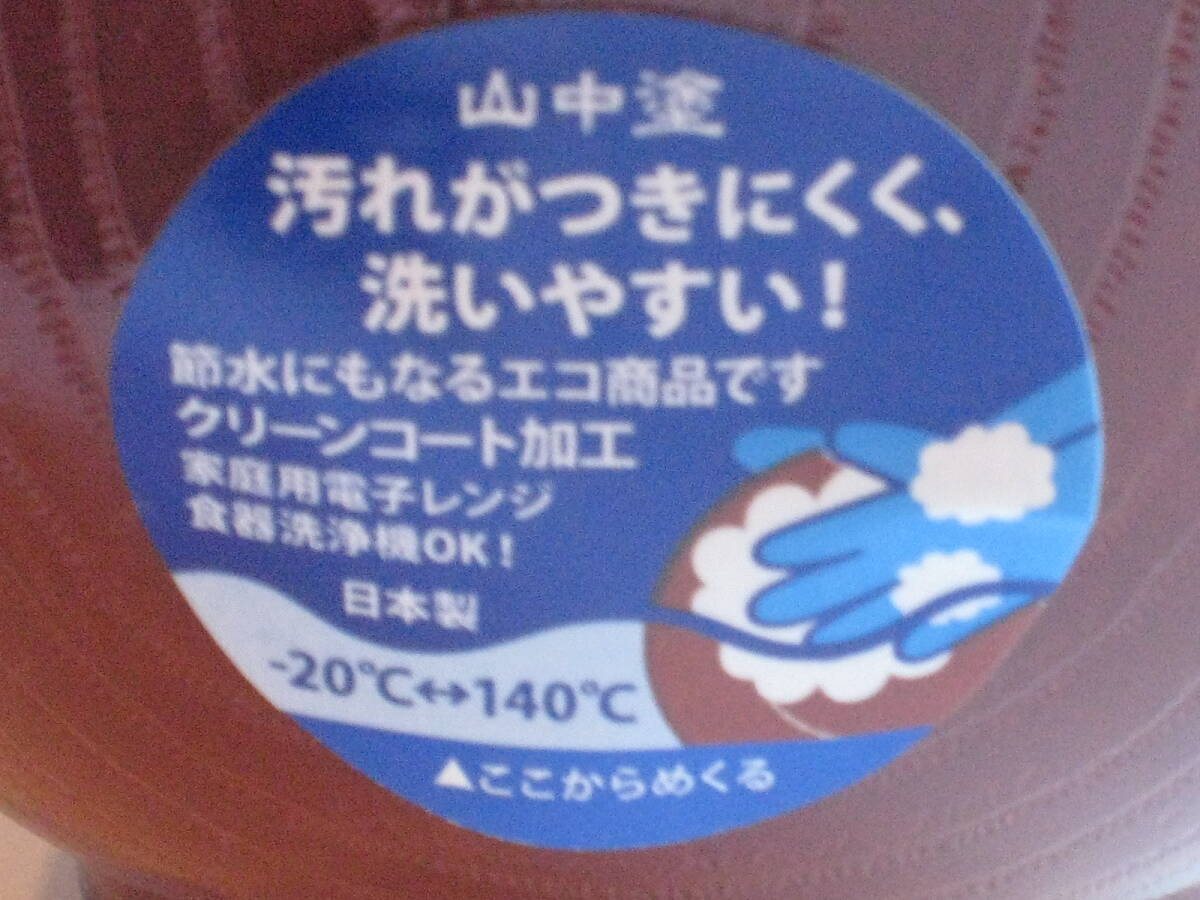 山中塗
汚れがつきにくく、
洗いやすい!
節水にもなるエコ商品です
クリーンコート加工
家庭用電子レンジ
食器洗浄機OK!
日本製
-20℃↔140℃
▲ここからめくる